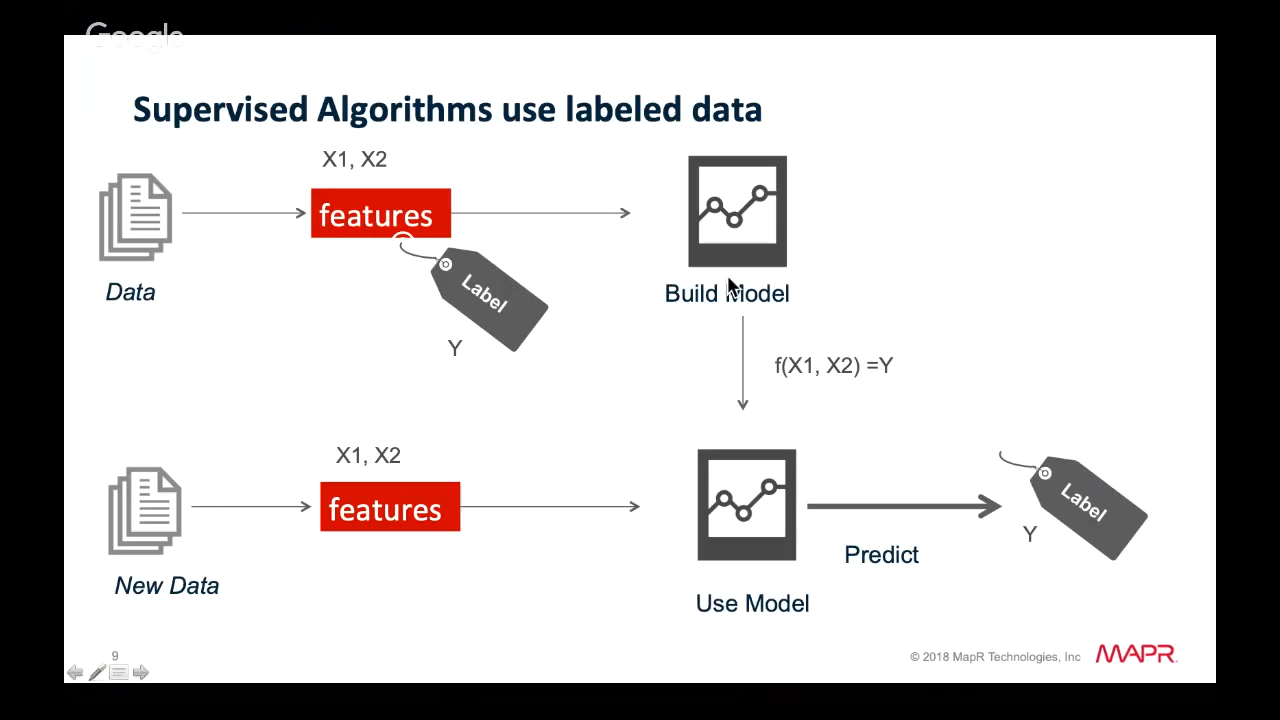 Google
Supervised Algorithms use labeled data
X1, X2
features
Label
Data
Build Model
Y
f(X1, X2) =Y
X1, X2
features
Label
Y
Predict
New Data
Use Model
9
© 2018 MapR Technologies, Inc
MAPR